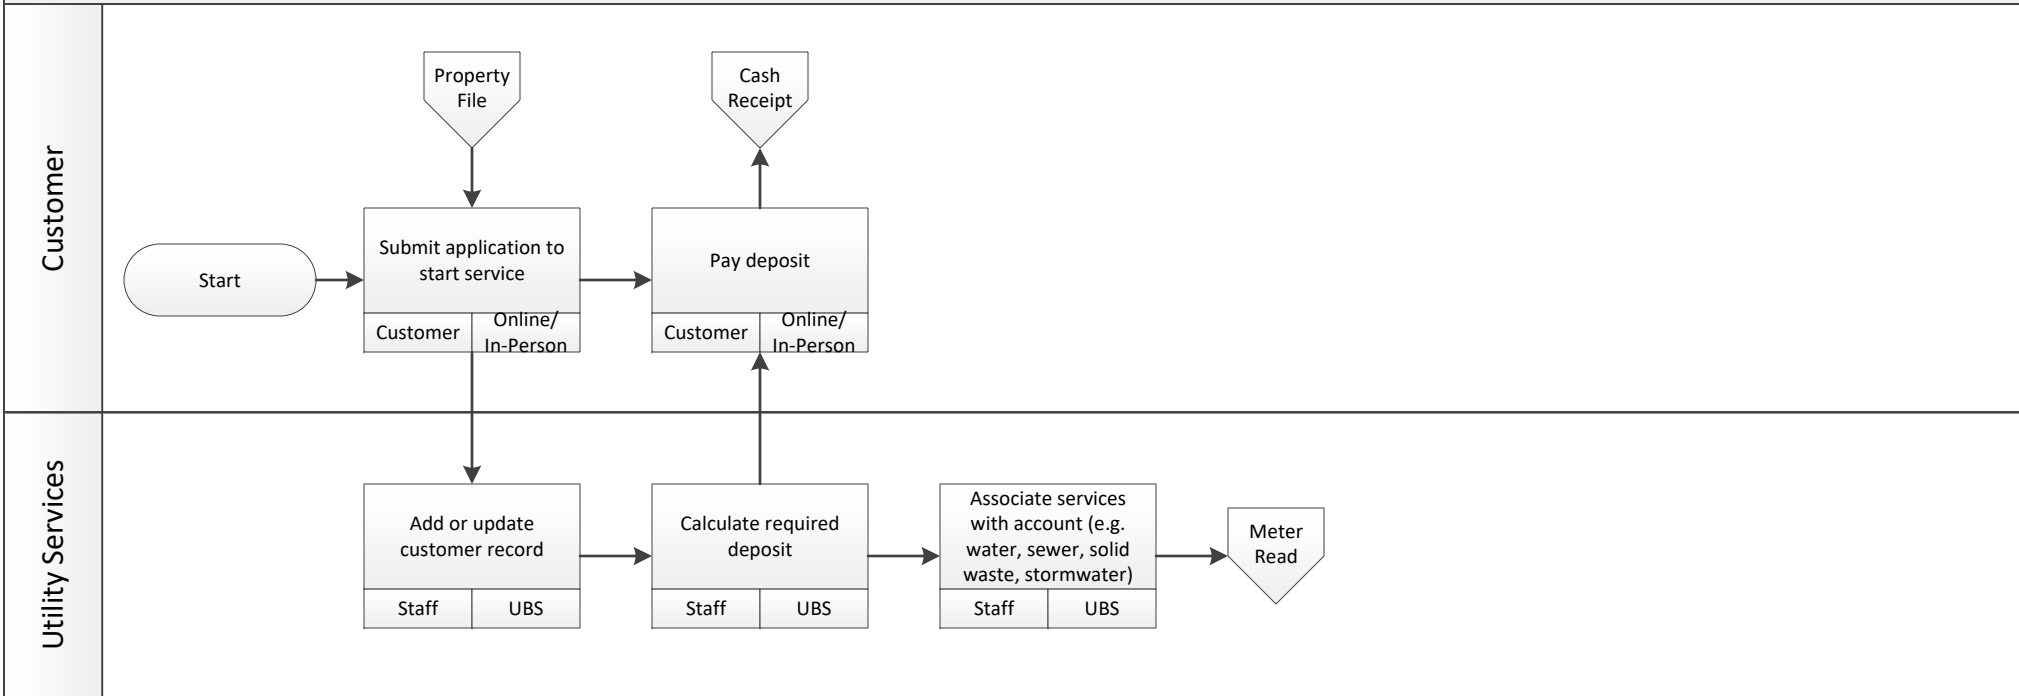 Customer
Property
File
Cash
Receipt
Start
Submit application to
start service
Customer
Online/
In-Person
Pay deposit
Customer
Online/
In-Person
Utility Services
Add or update
customer record
Staff
UBS
Calculate required
deposit
Staff
UBS
Associate services
with account (e.g.
water, sewer, solid
waste, stormwater)
Staff
UBS
Meter
Read